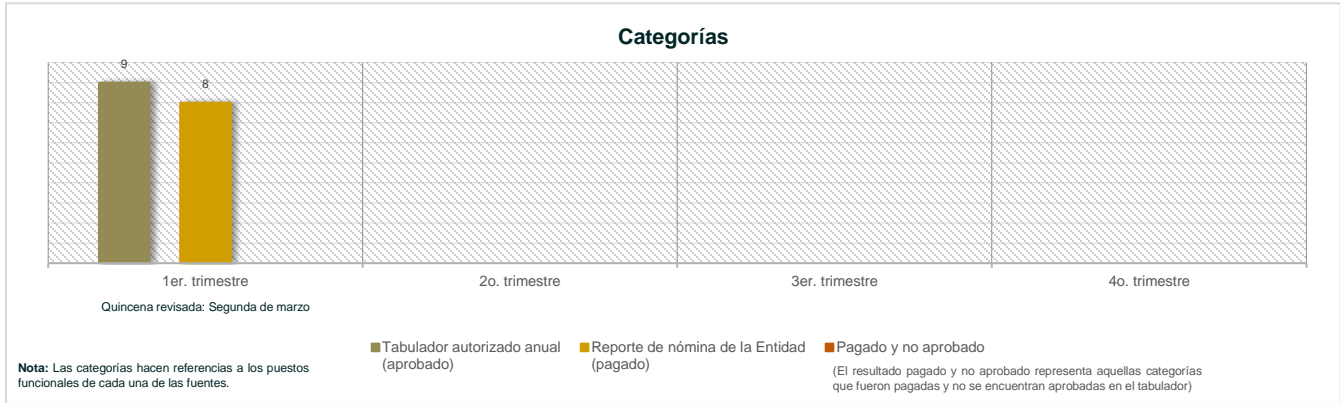 Categorías
9
8
1er. trimestre
2o. trimestre
3er. trimestre
4o. trimestre
Quincena revisada: Segunda de marzo
Tabulador autorizado anual
(aprobado)
Reporte de nómina de la Entidad
(pagado)
Pagado y no aprobado
(El resultado pagado y no aprobado representa aquellas categorías
que fueron pagadas y no se encuentran aprobadas en el tabulador)
Nota: Las categorías hacen referencias a los puestos
funcionales de cada una de las fuentes.